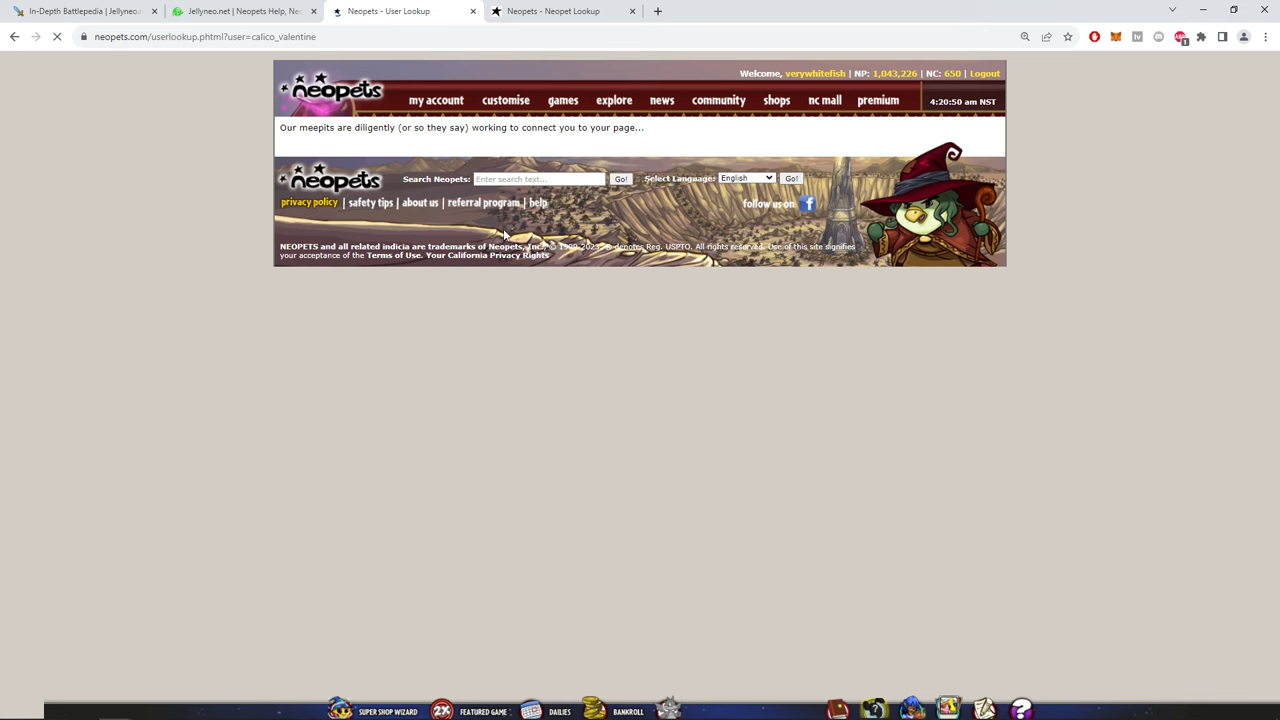 In-Depth Battlepedia | Jellyneo.n
Jellyneo.net | Neopets Help, Ne
Neopets - User Lookup
Neopets - Neopet Lookup
neopets.com/userlookup.phtml?user=calico_valentine
Welcome, verywhitefish | NP: 1,043,226 | NC: 650 | Logout
neopets
my account customise games explore news community shops nc mall premium 4:20:50 am NST
Our meepits are diligently (or so they say) working to connect you to your page...
neopets
Search Neopets: Enter search text... Go! Select Language: English Go!
privacy policy | safety tips | about us | referral program | help
follow us on f
NEOPETS and all related indicia are trademarks of Neopets, Inc., © 1999-2023. ® denotes Reg. USPTO. All rights reserved. Use of this site signifies
your acceptance of the Terms of Use. Your California Privacy Rights
SUPER SHOP WIZARD 2X FEATURED GAME DAILIES BANKROLL